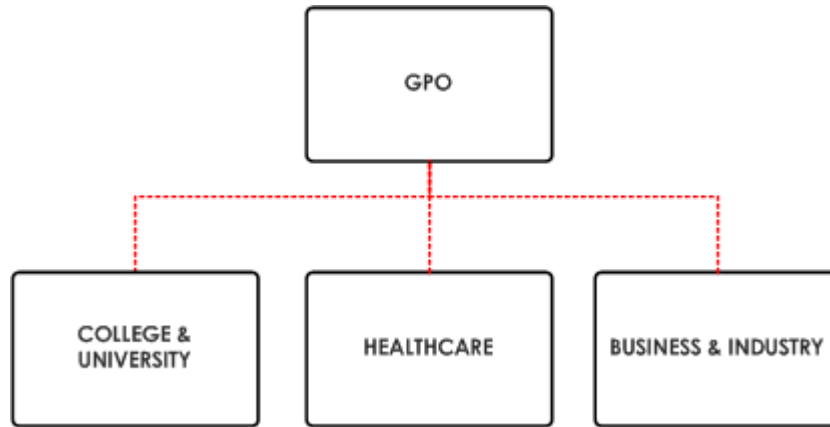 GPO
COLLEGE &
UNIVERSITY
HEALTHCARE
BUSINESS & INDUSTRY